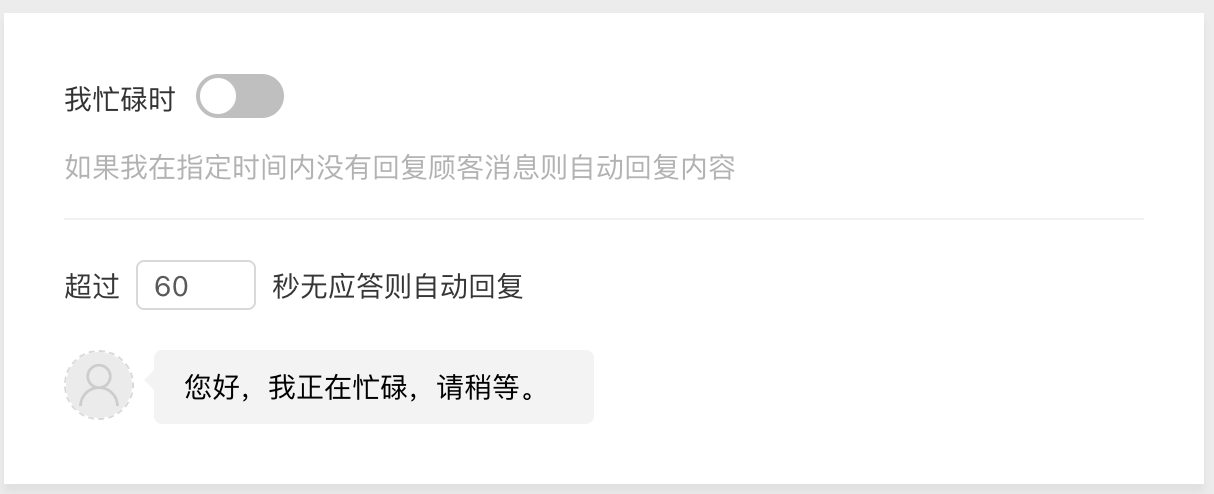 我忙碌时
如果我在指定时间内没有回复顾客消息则自动回复内容
超过 60 秒无应答则自动回复
您好，我正在忙碌，请稍等。